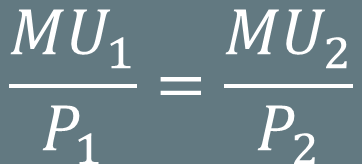 MU₁/P₁ = MU₂/P₂